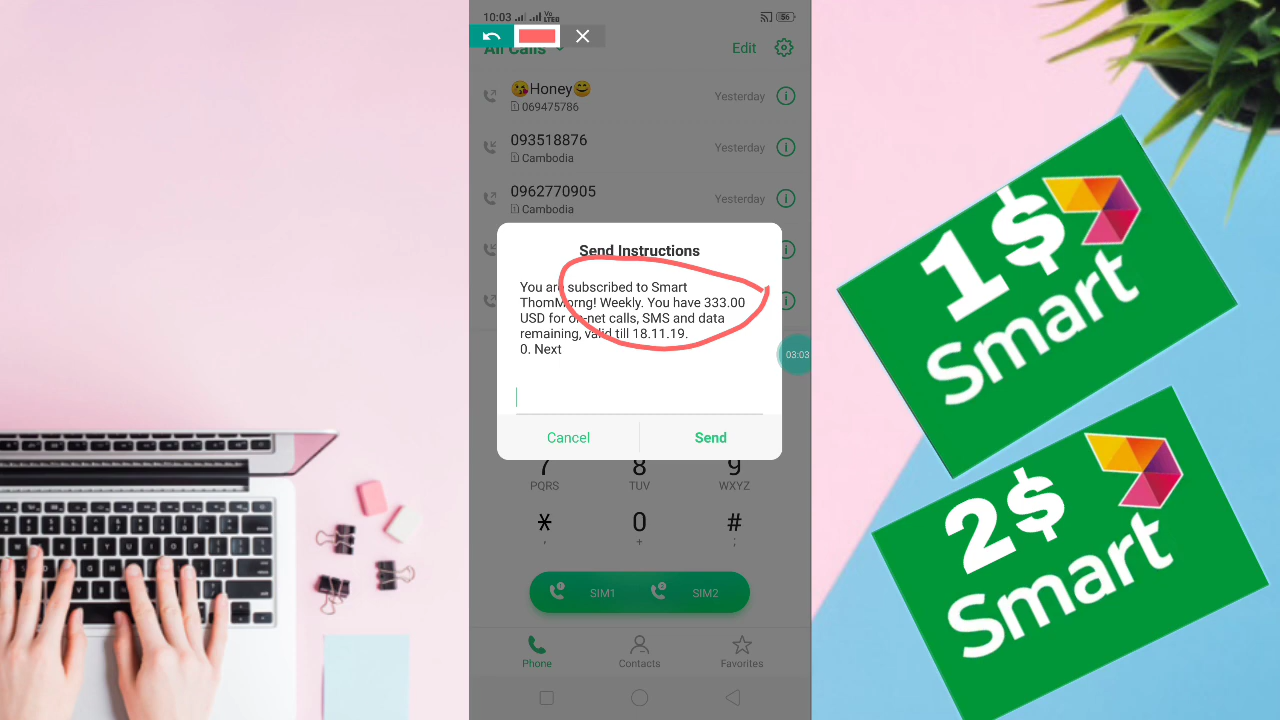 10:03
Vo
LTE
56
All Calls
Edit
😘Honey😊
069475786
Yesterday
093518876
Cambodia
Yesterday
0962770905
Cambodia
Yesterday
Send Instructions
You are subscribed to Smart
ThomMorng! Weekly. You have 333.00
USD for on-net calls, SMS and data
remaining, valid till 18.11.19.
0. Next
03:03
Cancel
Send
7
8
9
PQRS
TUV
WXYZ
*
0
#
,
+
;
SIM1
SIM2
Phone
Contacts
Favorites
1$
Smart
2$
Smart